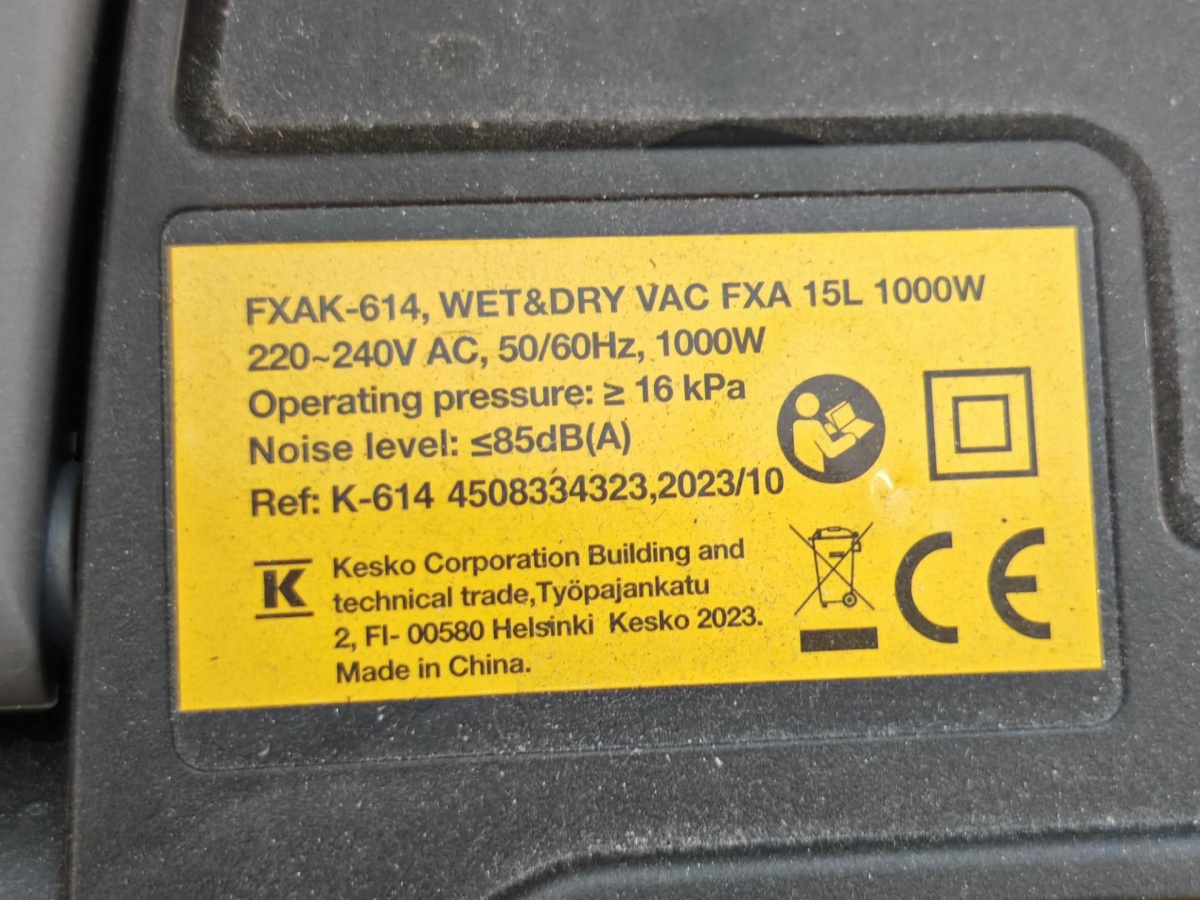 FXAK-614, WET&DRY VAC FXA 15L 1000W
220~240V AC, 50/60Hz, 1000W
Operating pressure: ≥ 16 kPa
Noise level: ≤85dB(A)
Ref: K-614 4508334323,2023/10
K
Kesko Corporation Building and
technical trade,Työpajankatu
2, FI- 00580 Helsinki Kesko 2023.
Made in China.
CE